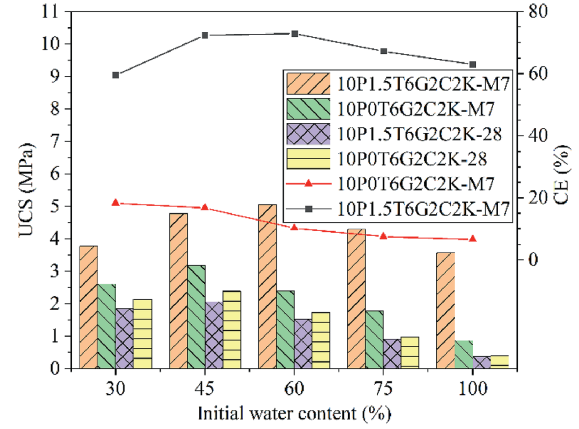 11
10
9
8
7
6
5
4
3
2
1
0
UCS (MPa)
80
60
40
20
0
CE (%)
10P1.5T6G2C2K-M7
10P0T6G2C2K-M7
10P1.5T6G2C2K-28
10P0T6G2C2K-28
10P0T6G2C2K-M7
10P1.5T6G2C2K-M7
30 45 60 75 100
Initial water content (%)